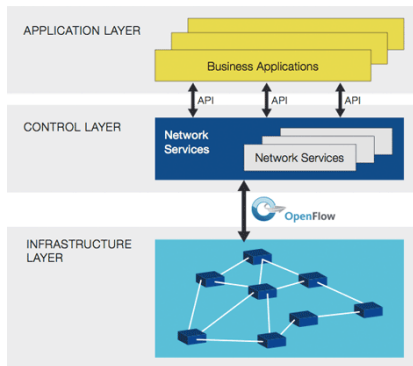 APPLICATION LAYER
Business Applications
API API API
CONTROL LAYER
Network
Services
Network Services
OpenFlow
INFRASTRUCTURE
LAYER